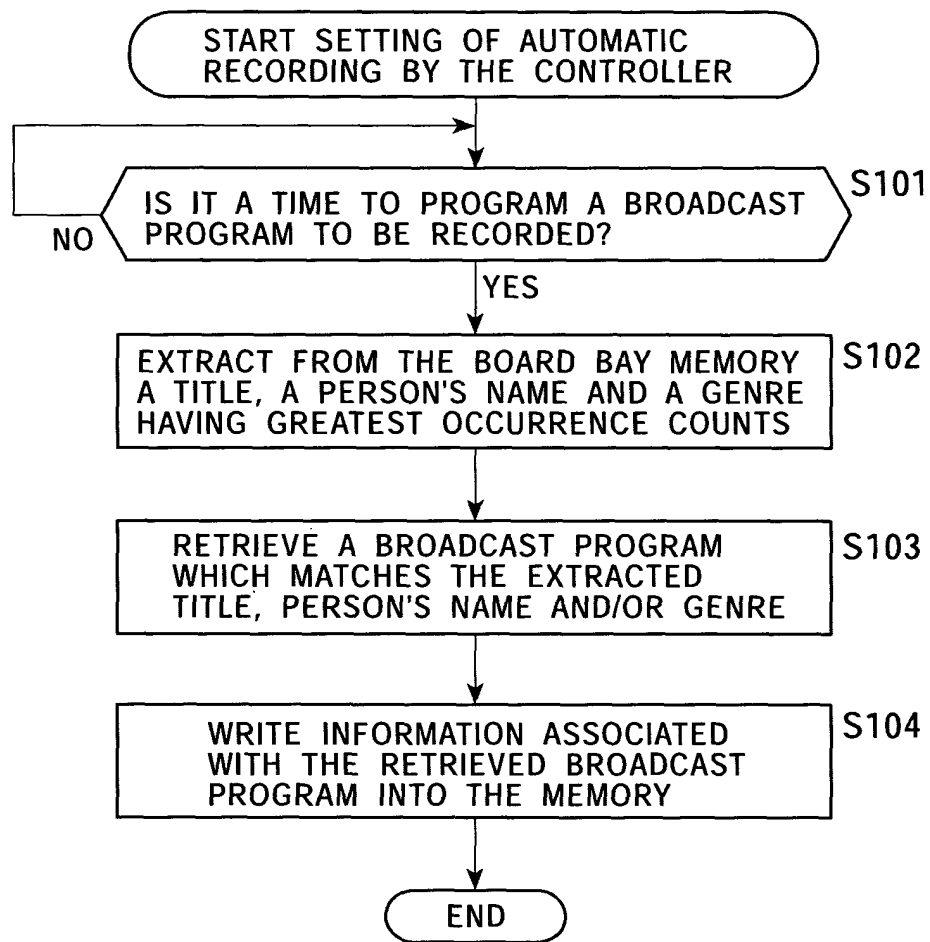 START SETTING OF AUTOMATIC
RECORDING BY THE CONTROLLER
S101
IS IT A TIME TO PROGRAM A BROADCAST
PROGRAM TO BE RECORDED?
NO
YES
S102
EXTRACT FROM THE BOARD BAY MEMORY
A TITLE, A PERSON'S NAME AND A GENRE
HAVING GREATEST OCCURRENCE COUNTS
S103
RETRIEVE A BROADCAST PROGRAM
WHICH MATCHES THE EXTRACTED
TITLE, PERSON'S NAME AND/OR GENRE
S104
WRITE INFORMATION ASSOCIATED
WITH THE RETRIEVED BROADCAST
PROGRAM INTO THE MEMORY
END